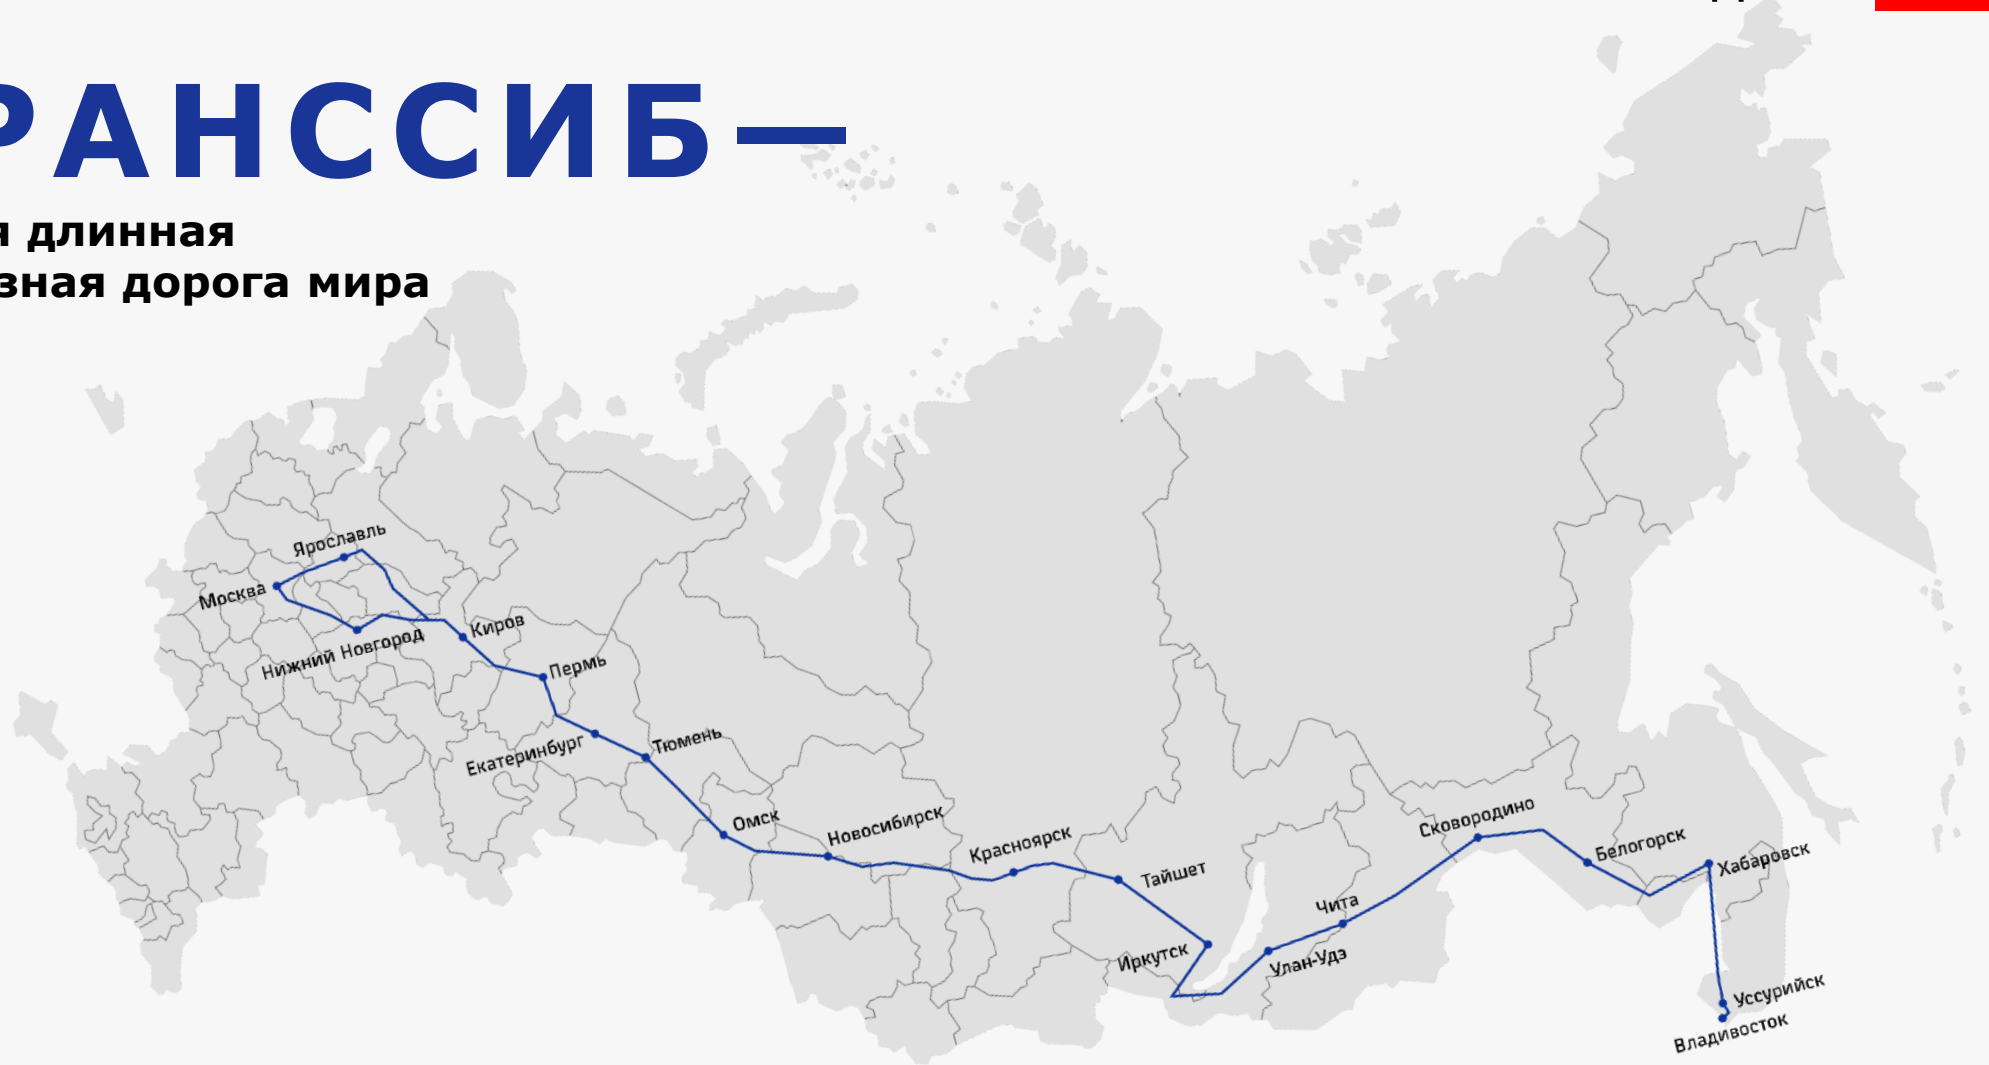 РАНССИБ—
я длинная
зная дорога мира
Ярославль
Москва
Нижний Новгород
Киров
Пермь
Екатеринбург
Тюмень
Омск
Новосибирск
Красноярск
Тайшет
Иркутск
Улан-Удэ
Чита
Сковородино
Белогорск
Хабаровск
Уссурийск
Владивосток